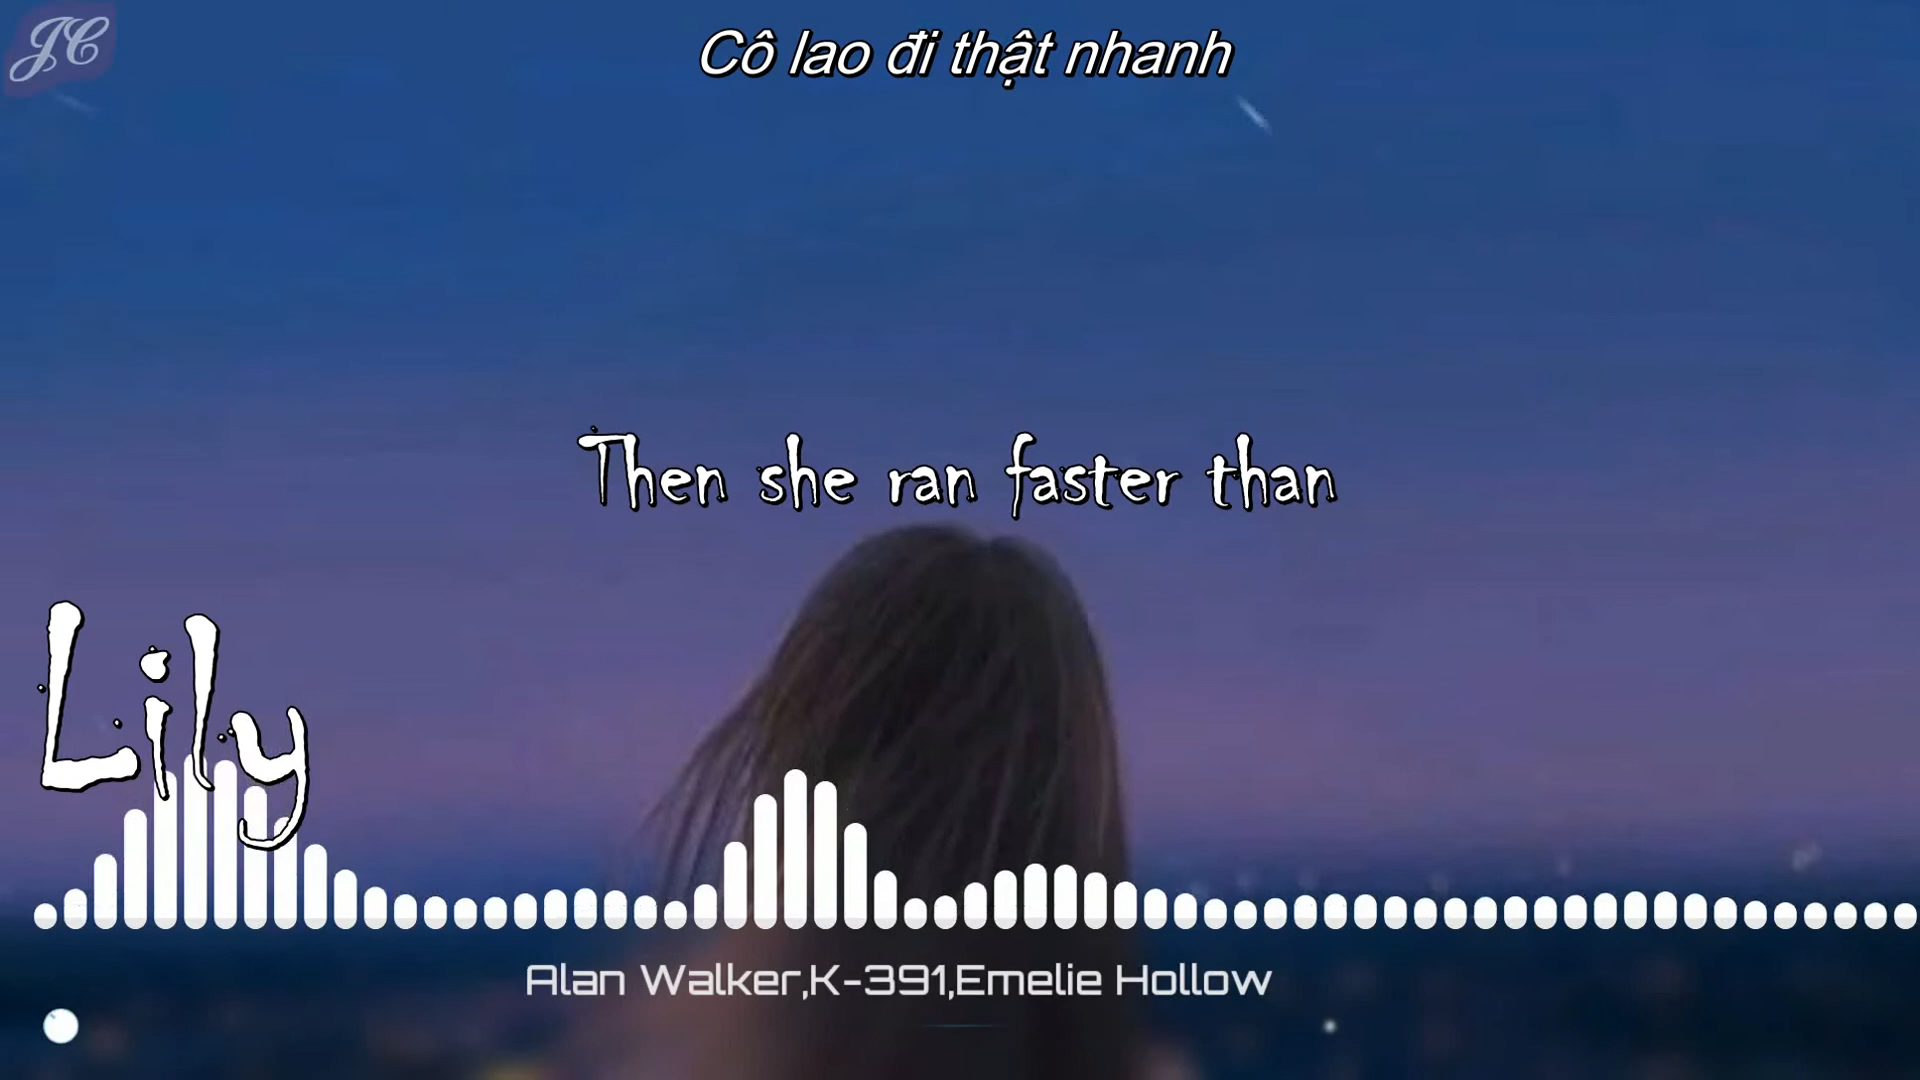 JC
Cô lao đi thật nhanh
Then she ran faster than
Lily
Alan Walker,K-391,Emelie Hollow